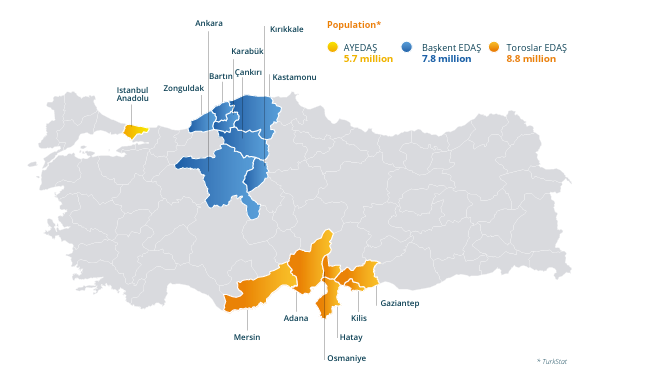 Population*
AYEDAŞ
5.7 million
Başkent EDAŞ
7.8 million
Toroslar EDAŞ
8.8 million
Ankara
Kırıkkale
Karabük
Bartın
Çankırı
Kastamonu
Zonguldak
Istanbul
Anadolu
Gaziantep
Adana
Kilis
Mersin
Hatay
Osmaniye
* TurkStat